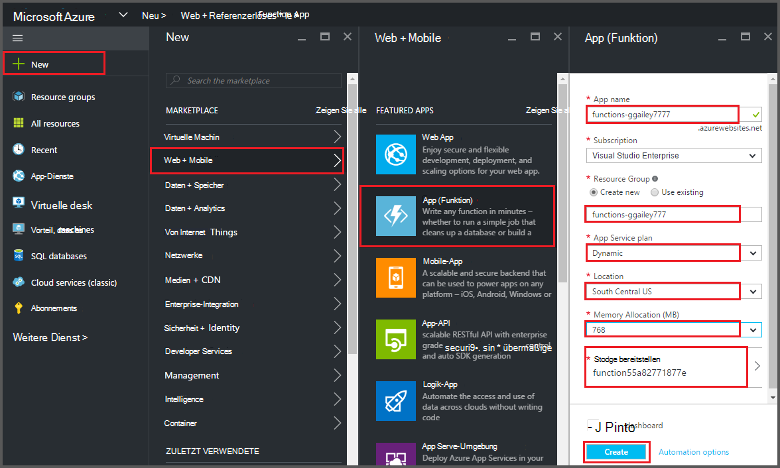 Microsoft Azure
Neu >
Web + Referenzerloses
Function App
New
Resource groups
All resources
Recent
App-Dienste
Virtuelle desk
Vorteil, das machines
SQL databases
Cloud services (classic)
Abonnements
Weitere Dienst >
New
Search the marketplace
MARKETPLACE
Zeigen Sie alle
Virtuelle Machin
Web + Mobile
Daten + Speicher
Daten + Analytics
Von Internet Things
Netzwerke
Medien + CDN
Enterprise-Integration
Sicherheit + Identity
Developer Services
Management
Intelligence
Container
ZULETZT VERWENDETE
Web + Mobile
FEATURED APPS
Zeigen Sie alle
Web App
Enjoy secure and flexible
development, deployment, and
scaling options for your web app.
App (Funktion)
Write any function in minutes –
whether to run a simple job that
cleans up a database or build a
Mobile-App
A scalable and secure backend that
can be used to power apps on any
platform – iOS, Android, Windows or
App-API
scalable RESTful API with enterprise
grade securi9•. sin * übermäßige
and auto SDK generation
Logik-App
Automate the access and use of
data across clouds without writing
code
App Serve-Umgebung
Deploy Azure App Services in your
App (Funktion)
* App name
functions-ggailey7777
.azurewebsites.net
* Subscription
Visual Studio Enterprise
* Resource Group
Create new
Use existing
functions-ggailey777
* App Service plan
Dynamic
* Location
South Central US
* Memory Allocation (MB)
768
* Stodge bereitstellen
function55a82771877e
- J Pinto
dashboard
Create
Automation options